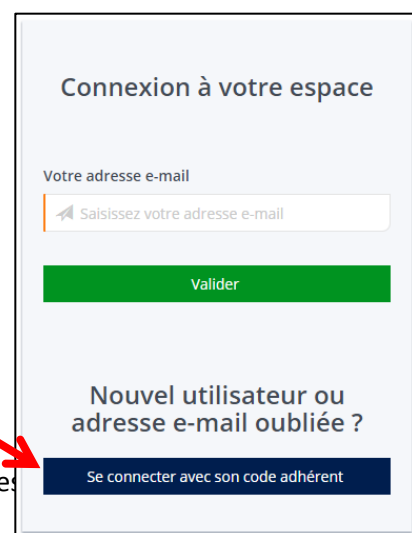 Connexion à votre espace
Votre adresse e-mail
Saisissez votre adresse e-mail
Valider
Nouvel utilisateur ou
adresse e-mail oubliée ?
Se connecter avec son code adhérent